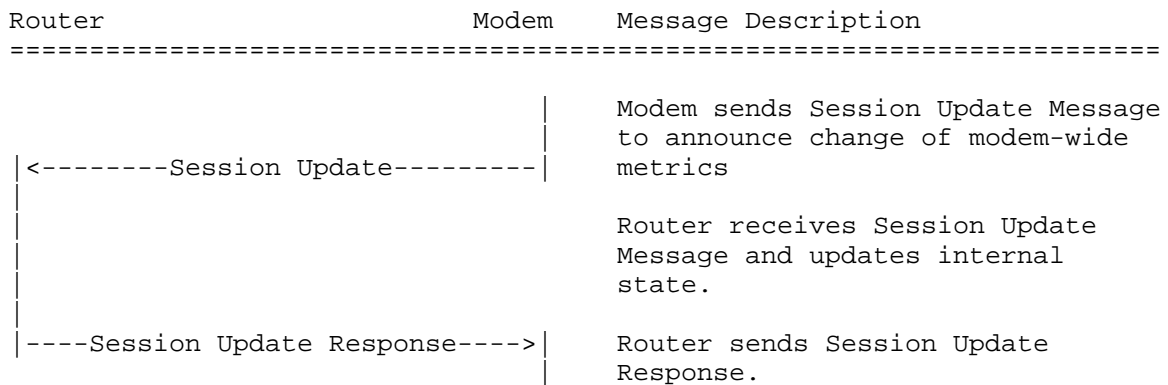 Router                       Modem    Message Description
========================================================================

                                 |    Modem sends Session Update Message
                                 |    to announce change of modem-wide
|<--------Session Update---------|    metrics
|
|                                     Router receives Session Update
|                                     Message and updates internal
|                                     state.
|
|----Session Update Response---->|    Router sends Session Update
                                 |    Response.